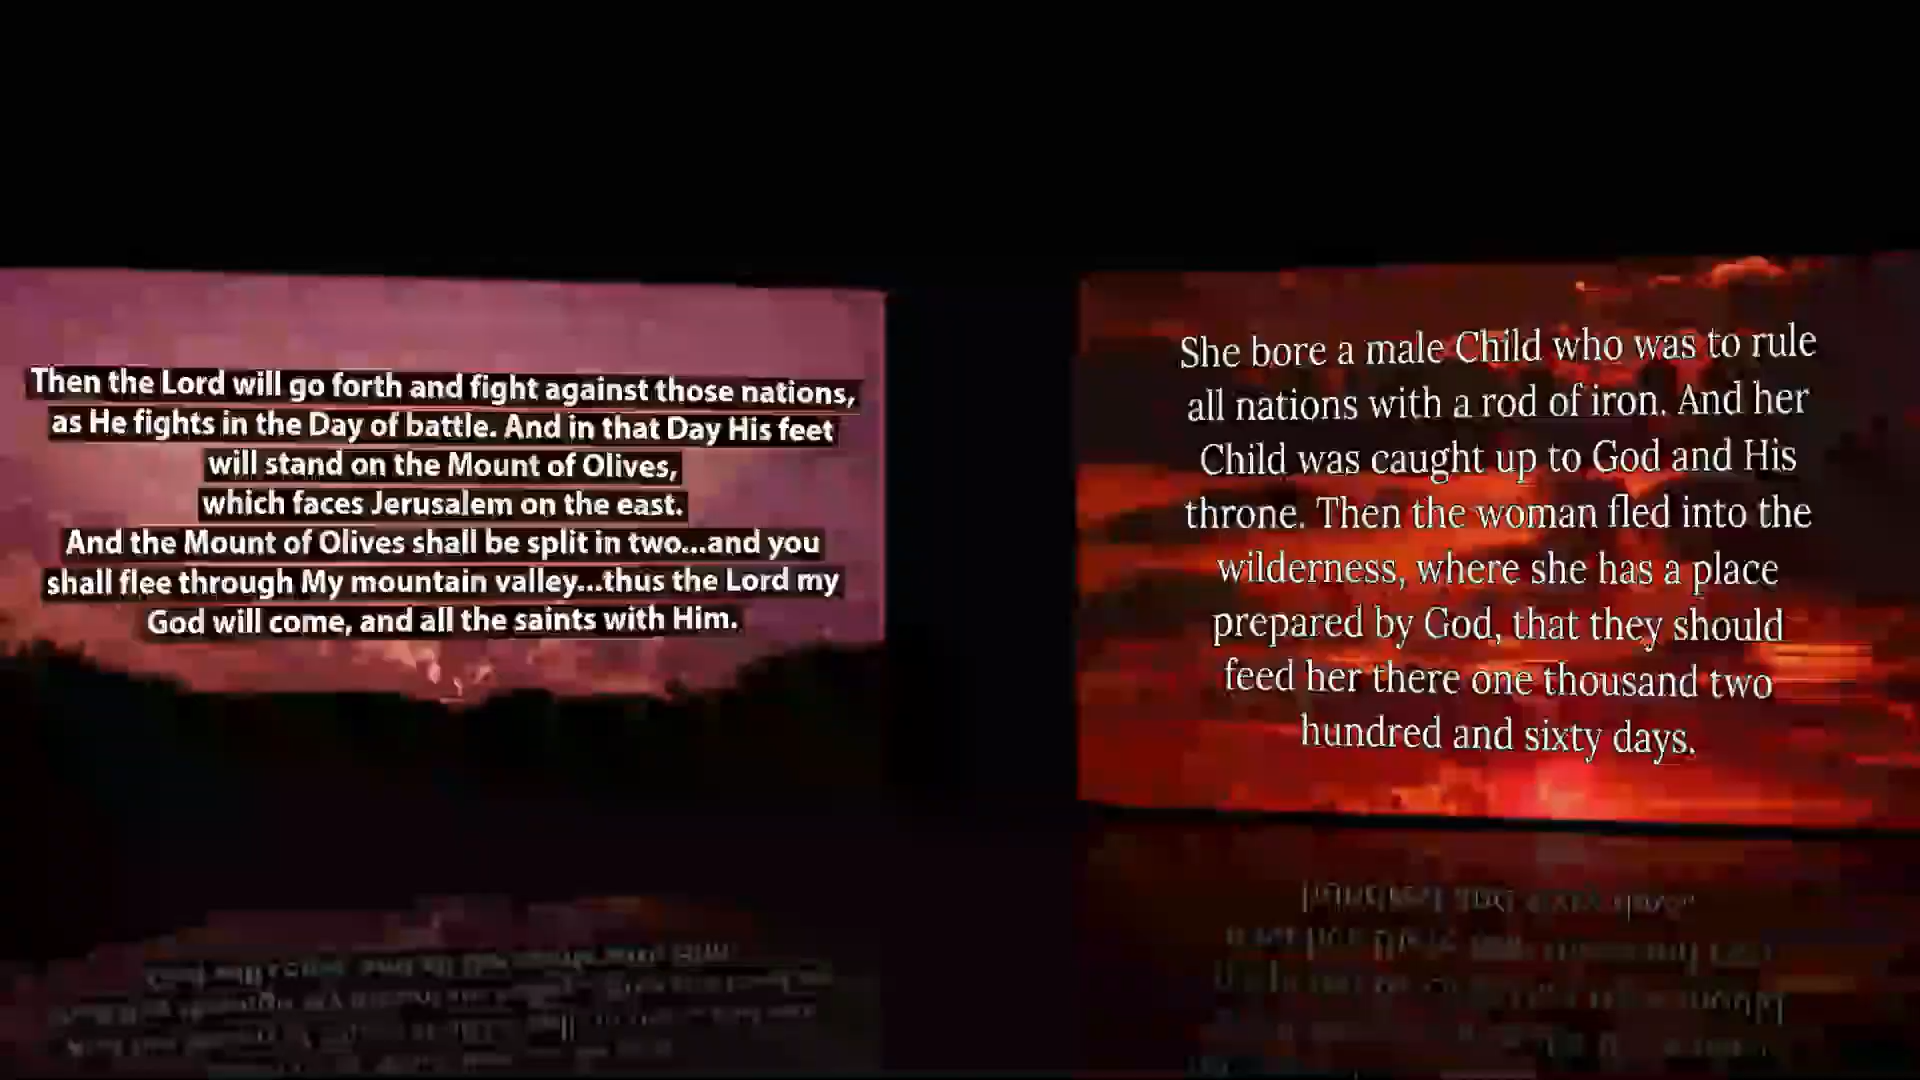 Then the Lord will go forth and fight against those nations,
as He fights in the Day of battle. And in that Day His feet
will stand on the Mount of Olives,
which faces Jerusalem on the east.
And the Mount of Olives shall be split in two...and you
shall flee through My mountain valley...thus the Lord my
God will come, and all the saints with Him.
She bore a male Child who was to rule
all nations with a rod of iron. And her
Child was caught up to God and His
throne. Then the woman fled into the
wilderness, where she has a place
prepared by God, that they should
feed her there one thousand two
hundred and sixty days.